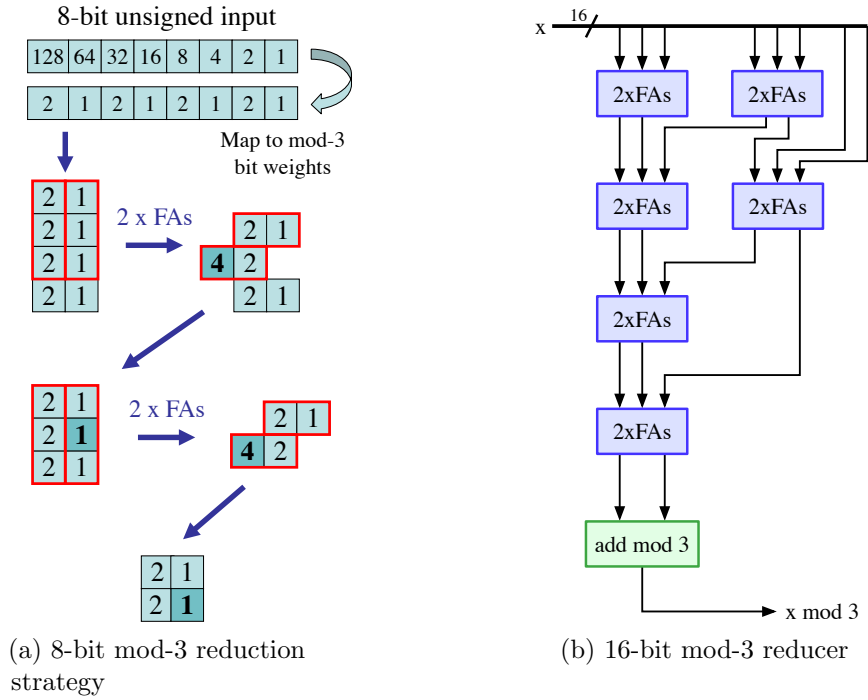 8-bit unsigned input
128 64 32 16 8 4 2 1
2 1 2 1 2 1 2 1
Map to mod-3
bit weights
2 1
2 1
2 1
2 1
2 x FAs
2 1
4 2
2 1
2 1
2 1
2 1
2 x FAs
2 1
4 2
2 1
2 1
(a) 8-bit mod-3 reduction
strategy
x 16
2xFAs 2xFAs
2xFAs 2xFAs
2xFAs
2xFAs
add mod 3
x mod 3
(b) 16-bit mod-3 reducer